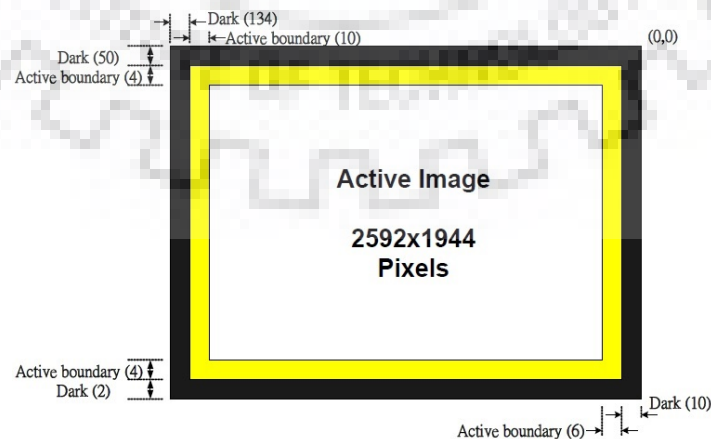 Dark (134)
Active boundary (10)
(0,0)
Dark (50)
Active boundary (4)
Active Image
2592x1944
Pixels
Active boundary (4)
Dark (2)
Dark (10)
Active boundary (6)